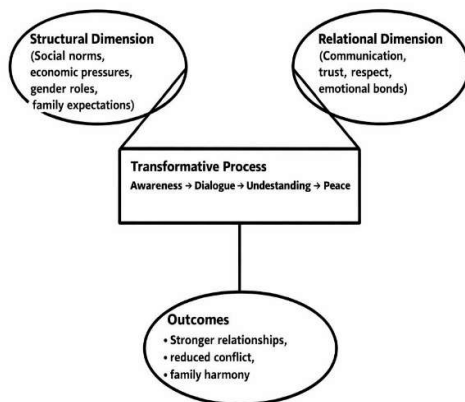 Structural Dimension
(Social norms,
economic pressures,
gender roles,
family expectations)
Relational Dimension
(Communication,
trust, respect,
emotional bonds)
Transformative Process
Awareness → Dialogue → Undestanding → Peace
Outcomes
• Stronger relationships,
• reduced conflict,
• family harmony